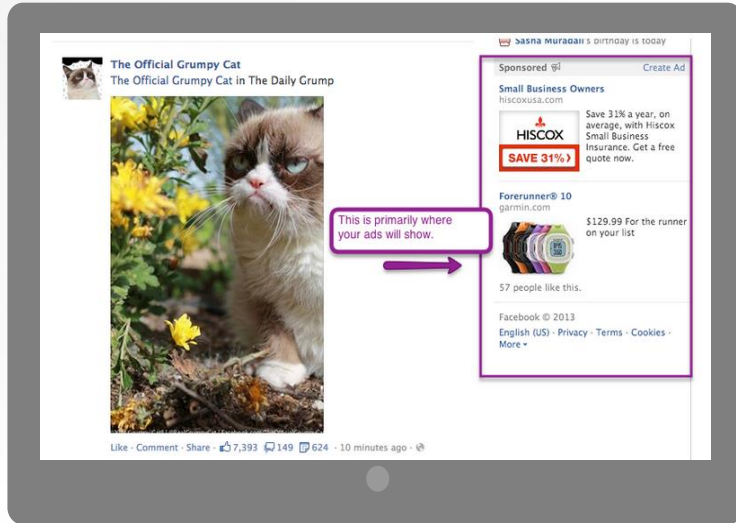 Sasha Muradali's birthday is today
The Official Grumpy Cat
The Official Grumpy Cat in The Daily Grump
Sponsored
Create Ad
Small Business Owners
hiscoxusa.com
HISCOX
SAVE 31% ›
Save 31% a year, on
average, with Hiscox
Small Business
Insurance. Get a free
quote now.
This is primarily where
your ads will show.
Forerunner® 10
garmin.com
$129.99 For the runner
on your list
57 people like this.
Facebook © 2013
English (US) · Privacy · Terms · Cookies ·
More
Like · Comment · Share · 7,393 149 624 · 10 minutes ago ·